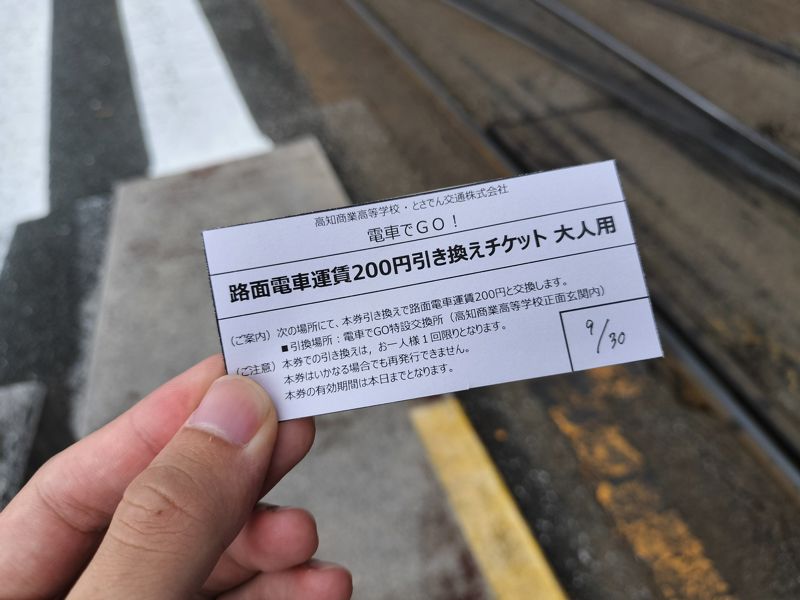 高知商業高等学校・とさでん交通株式会社
電車でGO！
路面電車運賃200円引き換えチケット 大人用
（ご案内）次の場所にて、本券引き換えで路面電車運賃200円と交換します。
■引換場所：電車でGO特設交換所（高知商業高等学校正面玄関内）
（ご注意）本券での引き換えは，お一人様１回限りとなります。
本券はいかなる場合でも再発行できません。
本券の有効期間は本日までとなります。
9/30